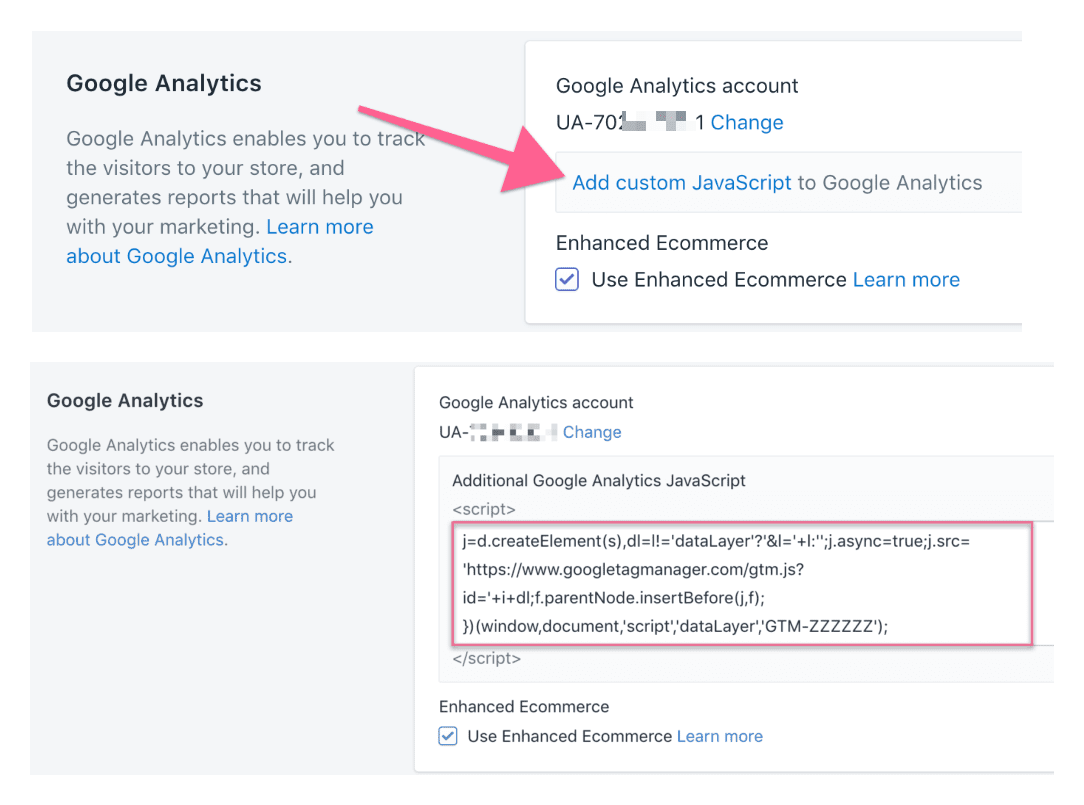 Google Analytics
Google Analytics enables you to track
the visitors to your store, and
generates reports that will help you
with your marketing. Learn more
about Google Analytics.
Google Analytics account
UA-702 1 Change
Add custom JavaScript to Google Analytics
Enhanced Ecommerce
Use Enhanced Ecommerce Learn more
Google Analytics
Google Analytics enables you to track
the visitors to your store, and
generates reports that will help you
with your marketing. Learn more
about Google Analytics.
Google Analytics account
UA- Change
Additional Google Analytics JavaScript
<script>
j=d.createElement(s),dl=l!='dataLayer'?'&l='+l:'';j.async=true;j.src=
'https://www.googletagmanager.com/gtm.js?
id='+i+dl;f.parentNode.insertBefore(j,f);
})(window,document,'script','dataLayer','GTM-ZZZZZZ');
</script>
Enhanced Ecommerce
Use Enhanced Ecommerce Learn more